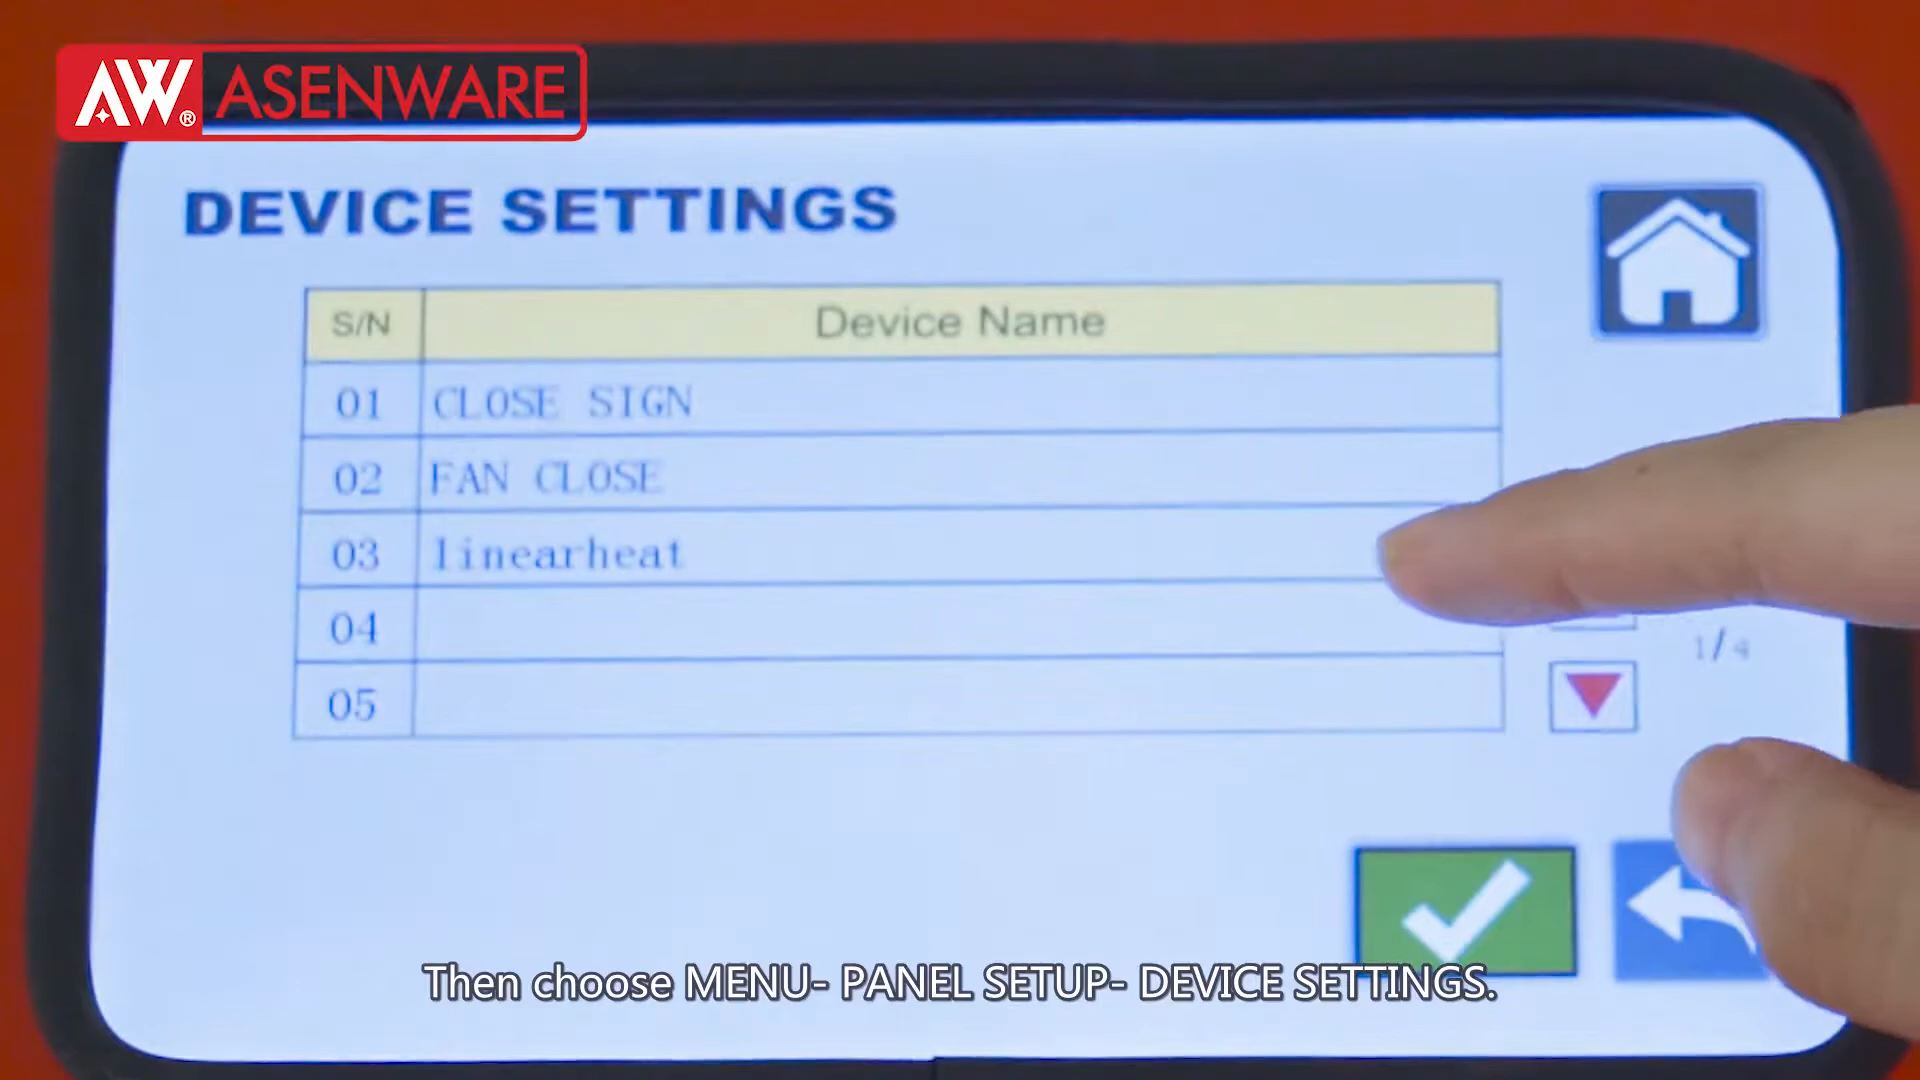 AW® ASENWARE
DEVICE SETTINGS
S/N Device Name
01 CLOSE SIGN
02 FAN CLOSE
03 linearheat
04
05
1/4
Then choose MENU- PANEL SETUP- DEVICE SETTINGS.